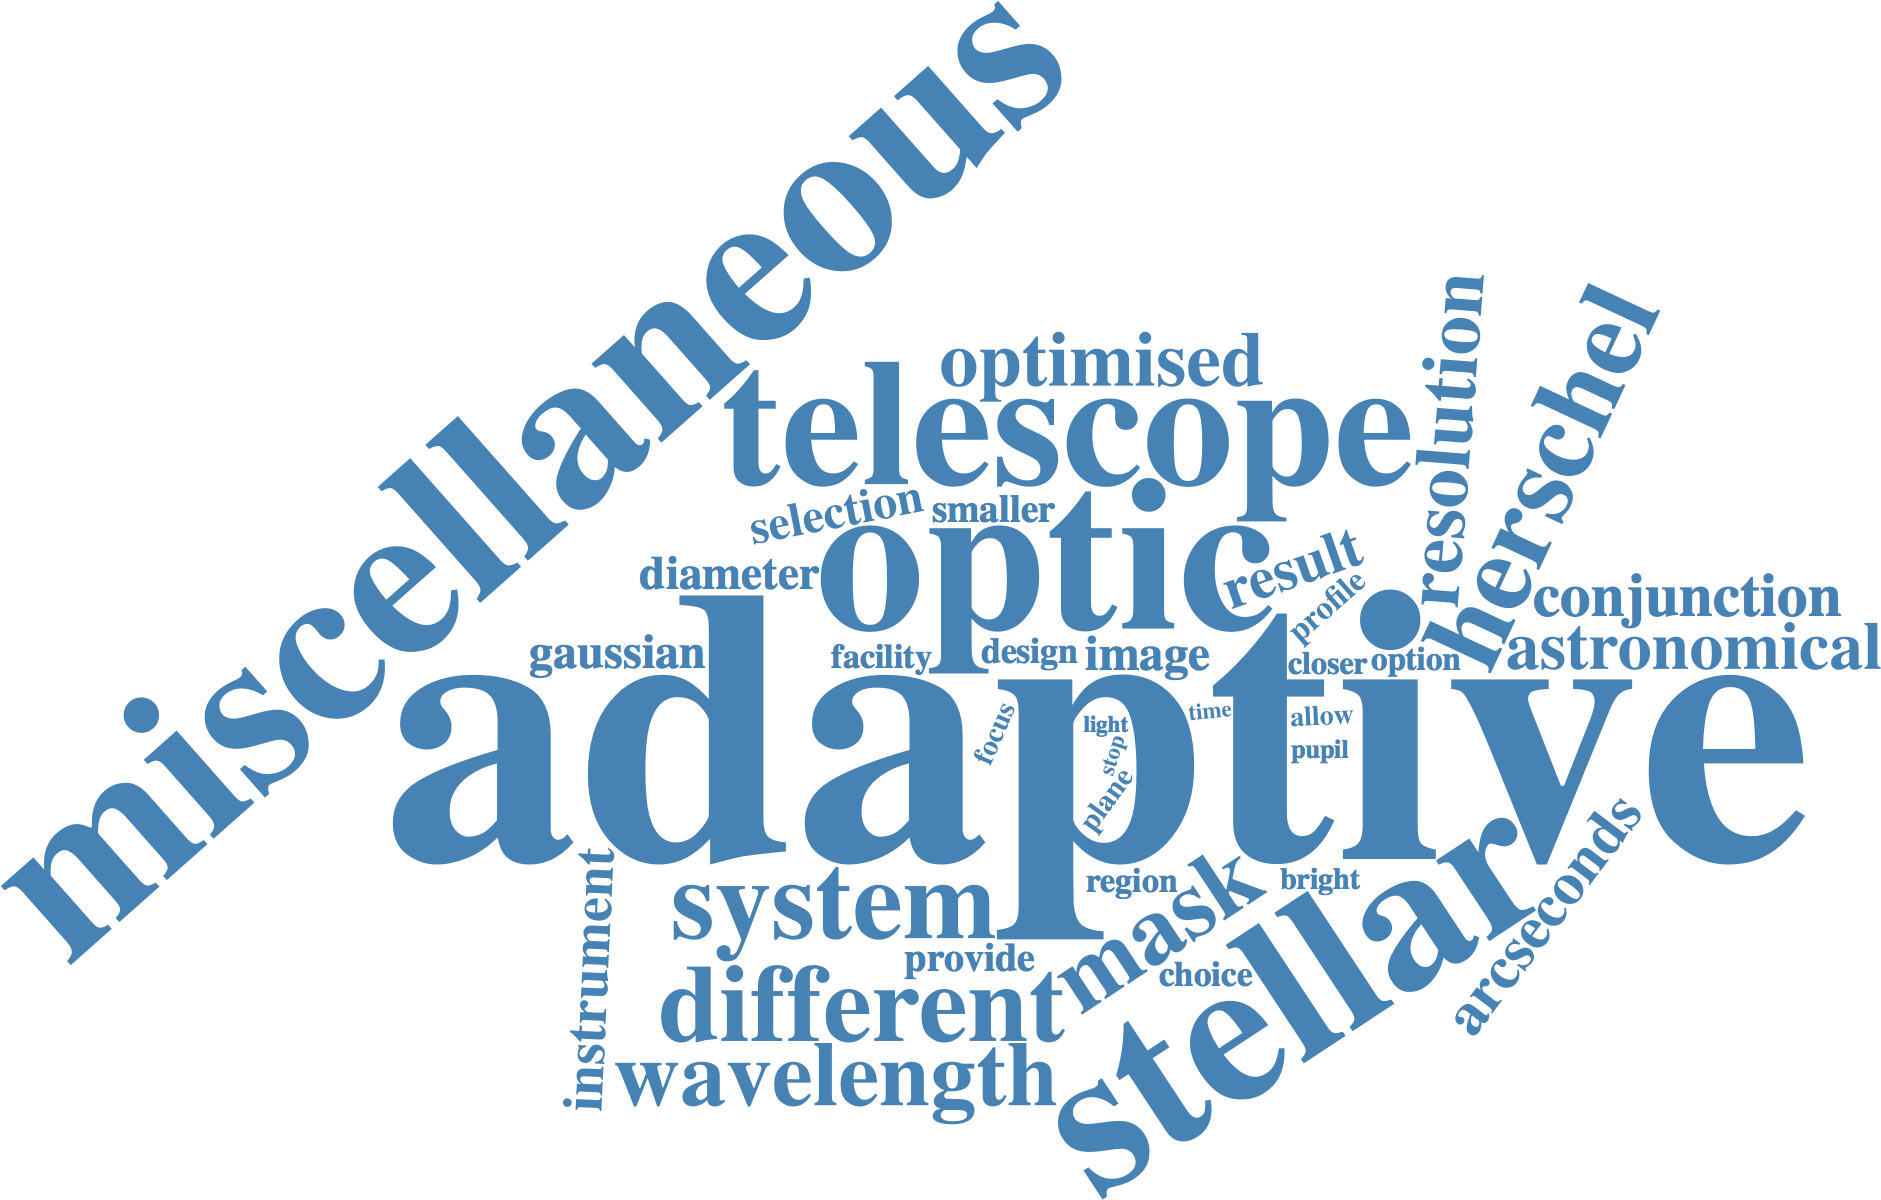 miscellaneous
optimised
telescope
resolution
herschel
selection
smaller
optic
result
diameter
profile
conjunction
astronomical
gaussian
facility
design
image
closer
option
adaptive
focus
light
time
allow
stop
pupil
plane
instrument
system
region
bright
mask
stellar
arcseconds
provide
choice
different
wavelength